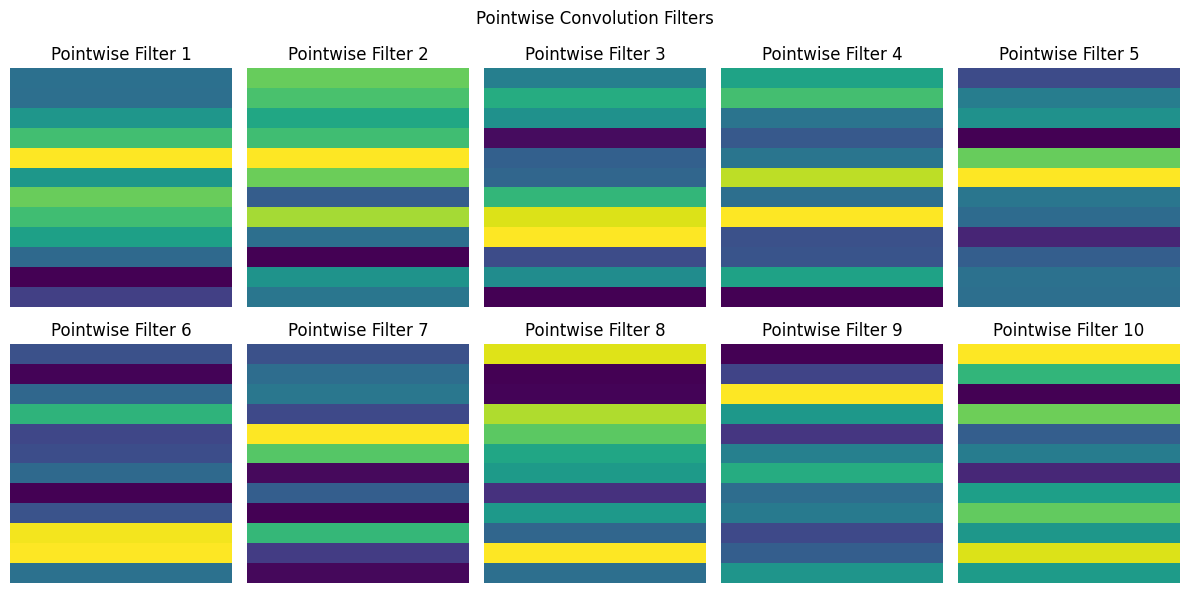 Pointwise Convolution Filters
Pointwise Filter 1
Pointwise Filter 2
Pointwise Filter 3
Pointwise Filter 4
Pointwise Filter 5
Pointwise Filter 6
Pointwise Filter 7
Pointwise Filter 8
Pointwise Filter 9
Pointwise Filter 10